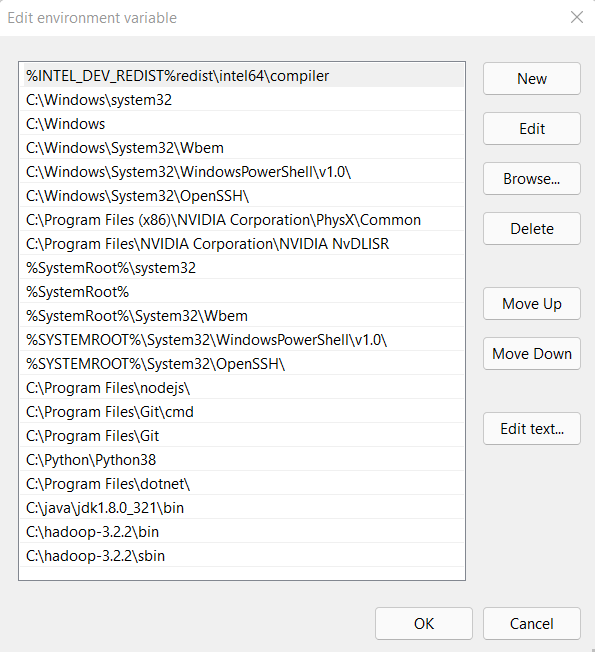 Edit environment variable
%INTEL_DEV_REDIST%redist\intel64\compiler
C:\Windows\system32
C:\Windows
C:\Windows\System32\Wbem
C:\Windows\System32\WindowsPowerShell\v1.0\
C:\Windows\System32\OpenSSH\
C:\Program Files (x86)\NVIDIA Corporation\PhysX\Common
C:\Program Files\NVIDIA Corporation\NVIDIA NvDLISR
%SystemRoot%\system32
%SystemRoot%
%SystemRoot%\System32\Wbem
%SYSTEMROOT%\System32\WindowsPowerShell\v1.0\
%SYSTEMROOT%\System32\OpenSSH\
C:\Program Files\nodejs\
C:\Program Files\Git\cmd
C:\Program Files\Git
C:\Python\Python38
C:\Program Files\dotnet\
C:\java\jdk1.8.0_321\bin
C:\hadoop-3.2.2\bin
C:\hadoop-3.2.2\sbin
New
Edit
Browse...
Delete
Move Up
Move Down
Edit text...
OK
Cancel